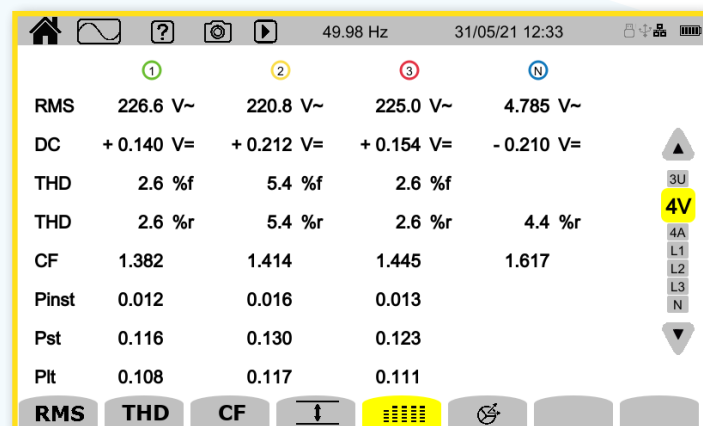 ? 49.98 Hz 31/05/21 12:33
1 2 3 N
RMS 226.6 V~ 220.8 V~ 225.0 V~ 4.785 V~
DC + 0.140 V= + 0.212 V= + 0.154 V= - 0.210 V=
THD 2.6 %f 5.4 %f 2.6 %f
THD 2.6 %r 5.4 %r 2.6 %r 4.4 %r
CF 1.382 1.414 1.445 1.617
Pinst 0.012 0.016 0.013
Pst 0.116 0.130 0.123
Plt 0.108 0.117 0.111
3U
4V
4A
L1
L2
L3
N
RMS THD CF